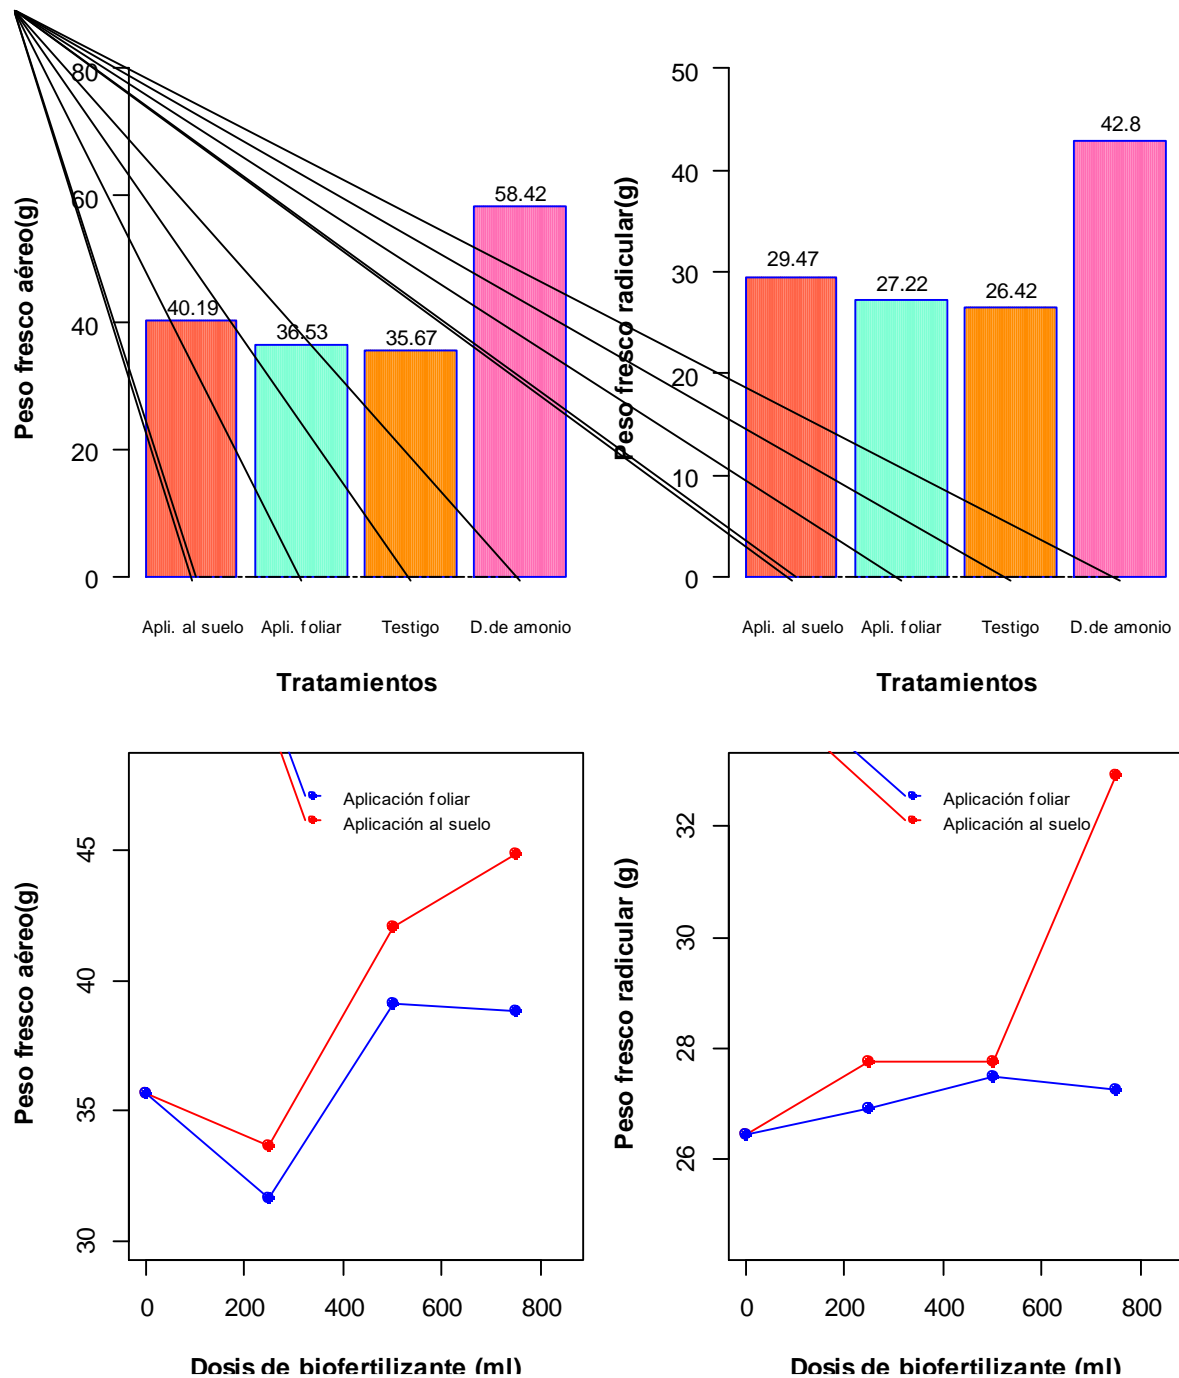 Peso fresco aéreo(g)
80
60
40
20
0
40.19
36.53
35.67
58.42
Apli. al suelo
Apli. foliar
Testigo
D.de amonio
Tratamientos
Peso fresco radicular(g)
50
40
30
20
10
0
29.47
27.22
26.42
42.8
Apli. al suelo
Apli. foliar
Testigo
D.de amonio
Tratamientos
Peso fresco aéreo(g)
45
40
35
30
Aplicación foliar
Aplicación al suelo
0
200
400
600
800
Dosis de biofertilizante (ml)
Peso fresco radicular (g)
32
30
28
26
Aplicación foliar
Aplicación al suelo
0
200
400
600
800
Dosis de biofertilizante (ml)